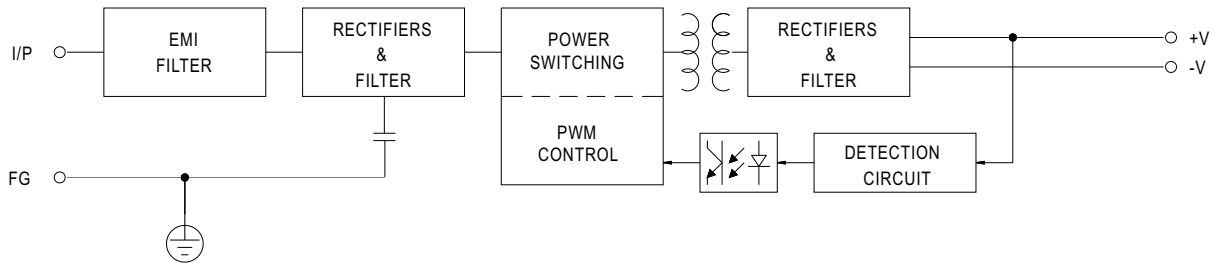 I/P
EMI
FILTER
RECTIFIERS
&
FILTER
POWER
SWITCHING
PWM
CONTROL
RECTIFIERS
&
FILTER
+V
-V
DETECTION
CIRCUIT
FG